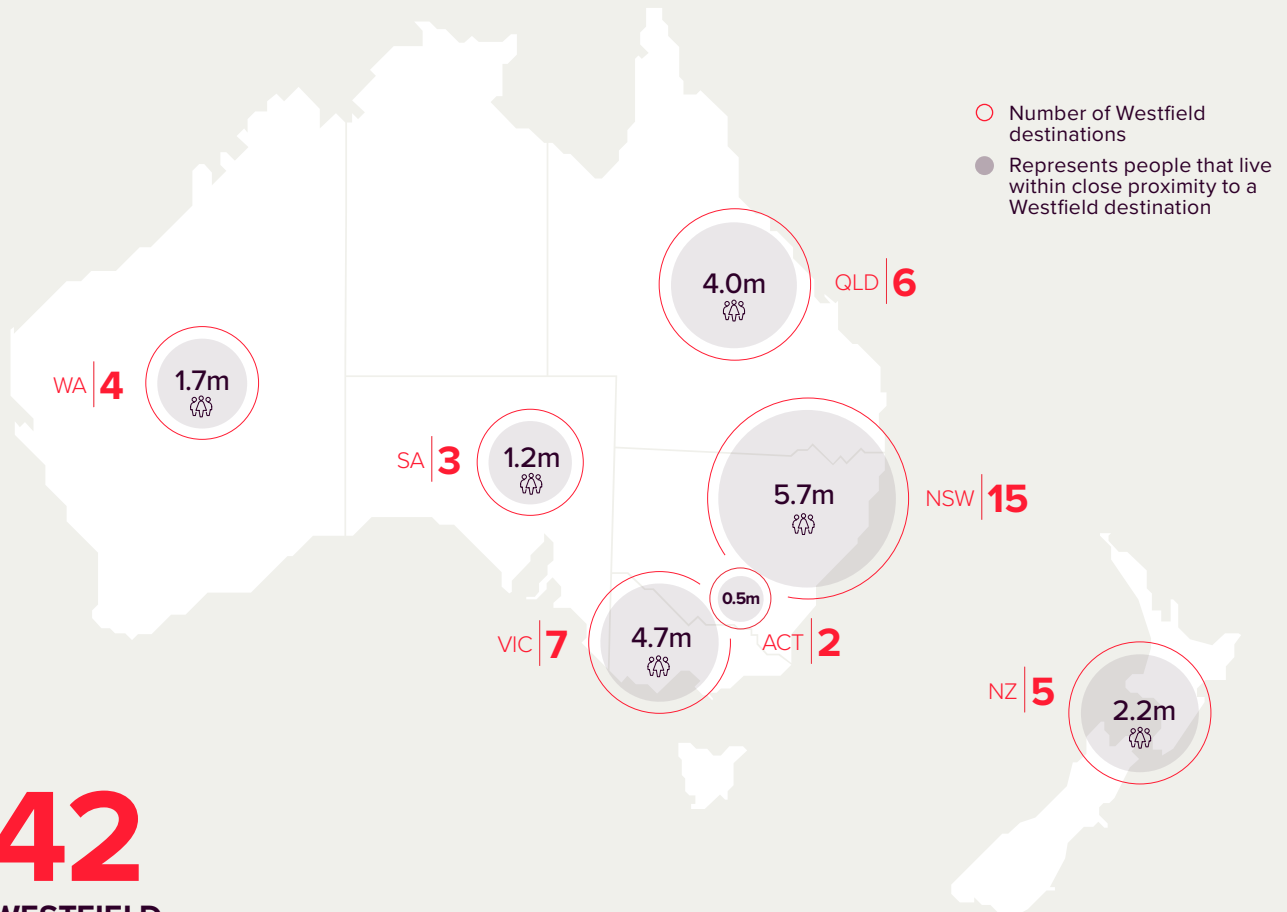 Number of Westfield
destinations
Represents people that live
within close proximity to a
Westfield destination
4.0m
QLD 6
WA 4
1.7m
SA 3
1.2m
5.7m
NSW 15
0.5m
VIC 7
4.7m
ACT 2
NZ 5
2.2m
42
WESTFIELD